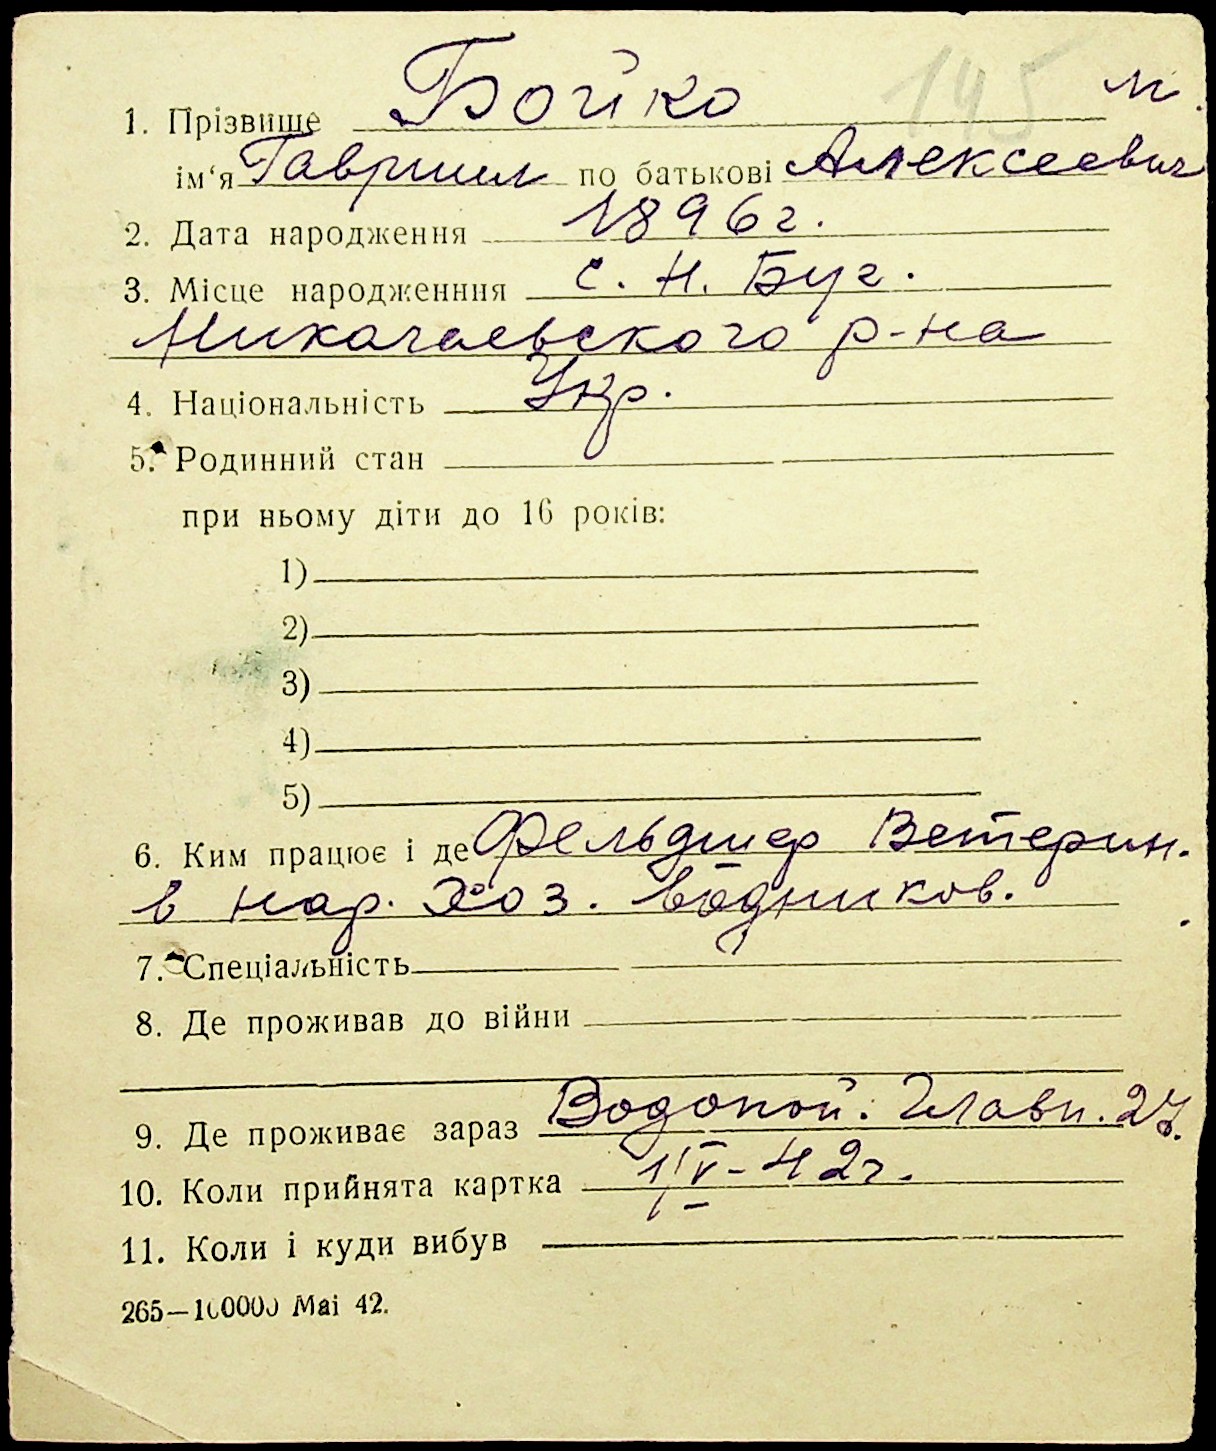 145
1. Прізвище Бойко м.
ім‘я Гавриил по батькові Алексеевич
2. Дата народження 1896 г.
3. Місце народженння с. Н. Буг.
Николаевского р-на
4. Національність Укр.
5. Родинний стан
при ньому діти до 16 років:
1)
2)
3)
4)
5)
6. Ким працює і де Фельдшер Ветерин.
в нар. Хоз. водников.
7. Спеціальність
8. Де проживав до війни
9. Де проживає зараз Водопой. Главн. 27.
10. Коли прийнята картка 1/V-42г.
11. Коли і куди вибув
265—100000 Mai 42.